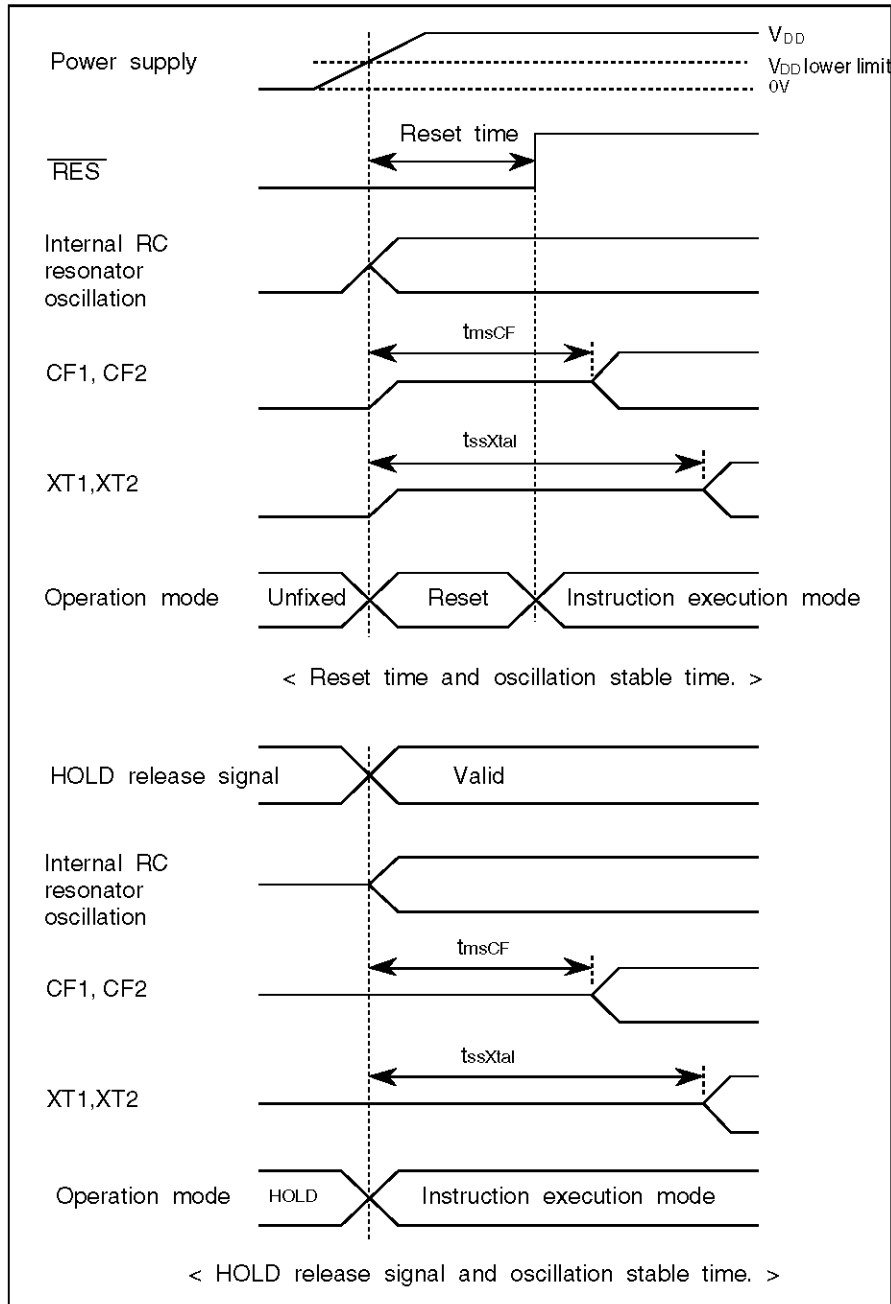 Power supply
VDD
VDD lower limit
0V
RES
Reset time
Internal RC
resonator
oscillation
CF1, CF2
tmsCF
XT1,XT2
tssXtal
Operation mode
Unfixed
Reset
Instruction execution mode
< Reset time and oscillation stable time. >
HOLD release signal
Valid
Internal RC
resonator
oscillation
CF1, CF2
tmsCF
XT1,XT2
tssXtal
Operation mode
HOLD
Instruction execution mode
< HOLD release signal and oscillation stable time. >